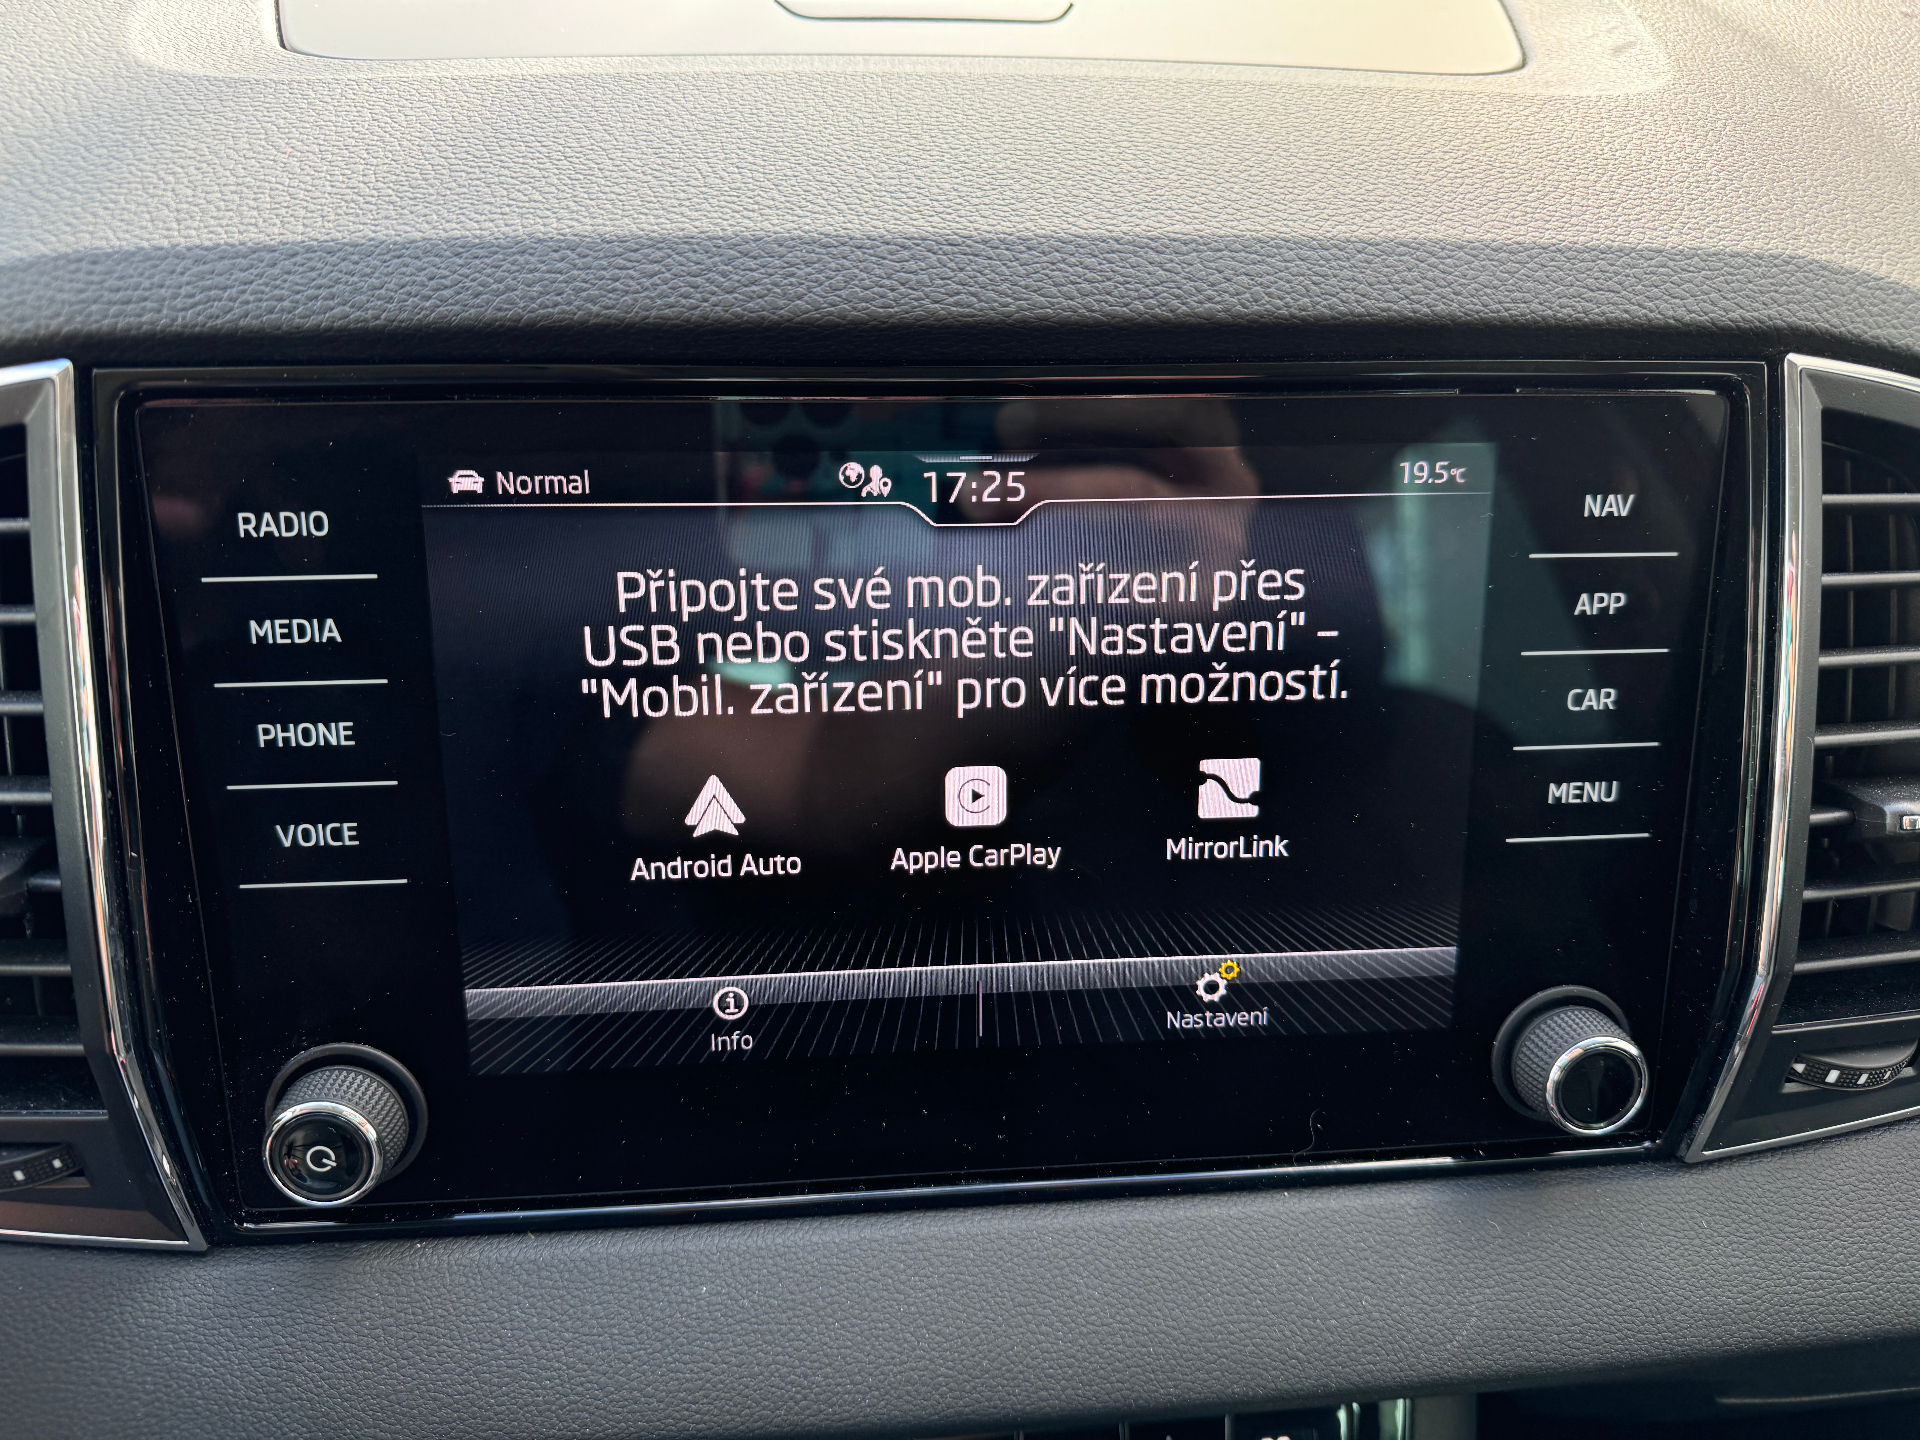 Normal
17:25
19.5°C
RADIO
MEDIA
PHONE
VOICE
Připojte své mob. zařízení přes
USB nebo stiskněte "Nastavení" –
"Mobil. zařízení" pro více možností.
Android Auto
Apple CarPlay
MirrorLink
Info
Nastavení
NAV
APP
CAR
MENU